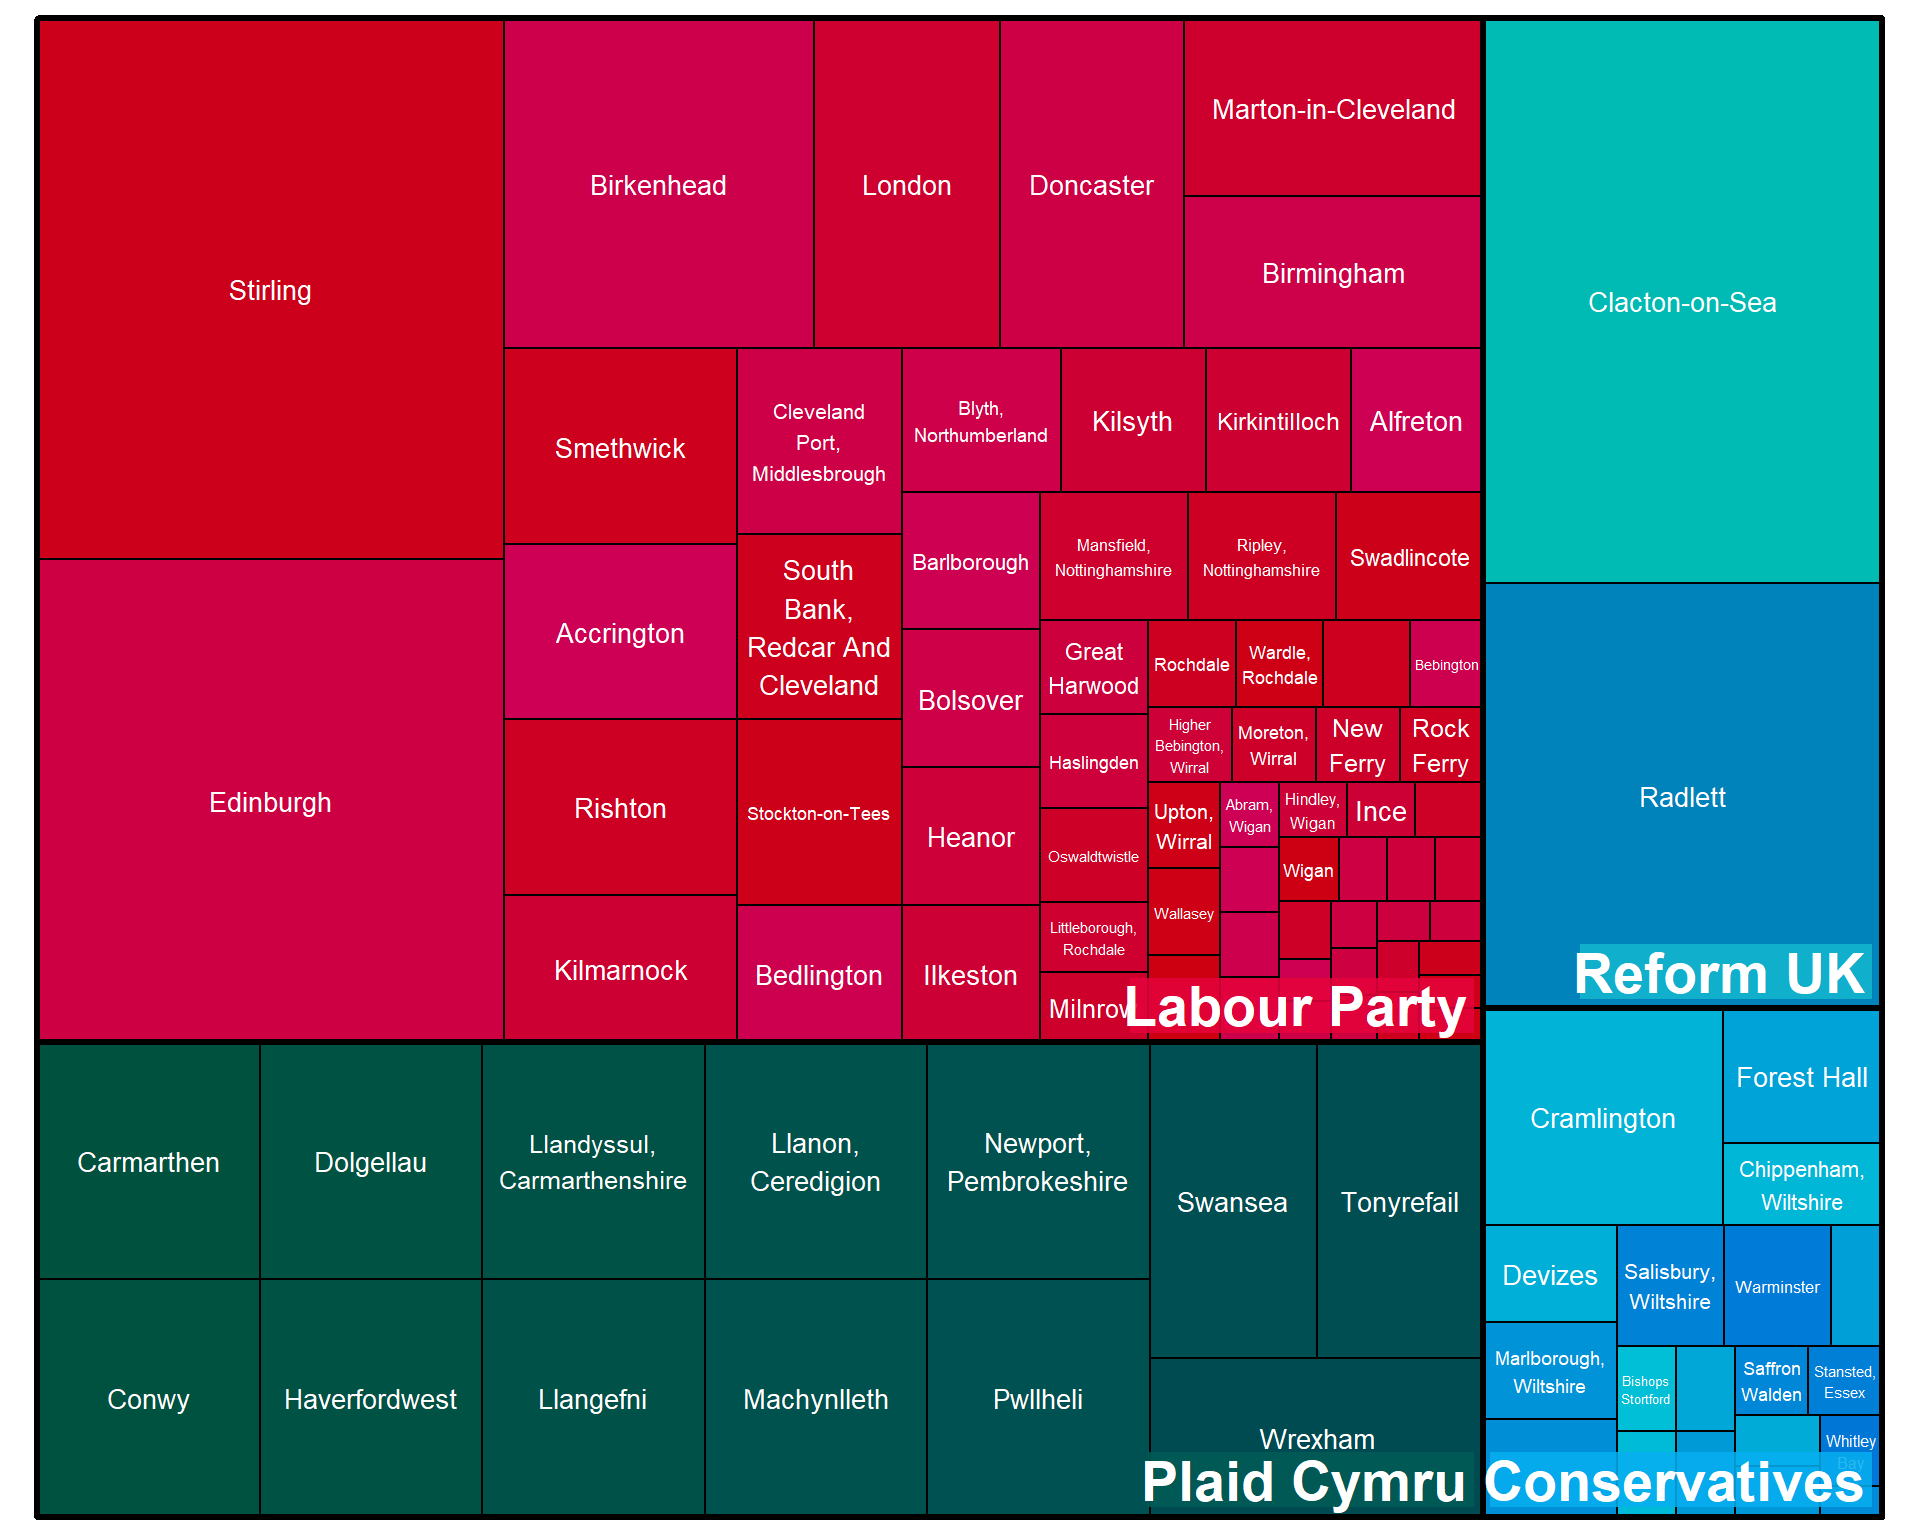 Stirling
Edinburgh
Birkenhead
London
Doncaster
Marton-in-Cleveland
Birmingham
Smethwick
Accrington
Rishton
Kilmarnock
Cleveland
Port,
Middlesbrough
South
Bank,
Redcar And
Cleveland
Stockton-on-Tees
Bedlington
Blyth,
Northumberland
Kilsyth
Kirkintilloch
Alfreton
Barlborough
Bolsover
Heanor
Ilkeston
Mansfield,
Nottinghamshire
Ripley,
Nottinghamshire
Swadlincote
Great
Harwood
Haslingden
Oswaldtwistle
Littleborough,
Rochdale
Milnrow
Rochdale
Wardle,
Rochdale
Bebington
Higher
Bebington,
Wirral
Moreton,
Wirral
New
Ferry
Rock
Ferry
Upton,
Wirral
Wallasey
Abram,
Wigan
Hindley,
Wigan
Ince
Wigan
Labour Party
Clacton-on-Sea
Radlett
Reform UK
Carmarthen
Dolgellau
Llandyssul,
Carmarthenshire
Llanon,
Ceredigion
Newport,
Pembrokeshire
Swansea
Tonyrefail
Conwy
Haverfordwest
Llangefni
Machynlleth
Pwllheli
Wrexham
Plaid Cymru
Cramlington
Forest Hall
Chippenham,
Wiltshire
Devizes
Salisbury,
Wiltshire
Warminster
Marlborough,
Wiltshire
Bishops
Stortford
Saffron
Walden
Stansted,
Essex
Whitley
Bay
Conservatives